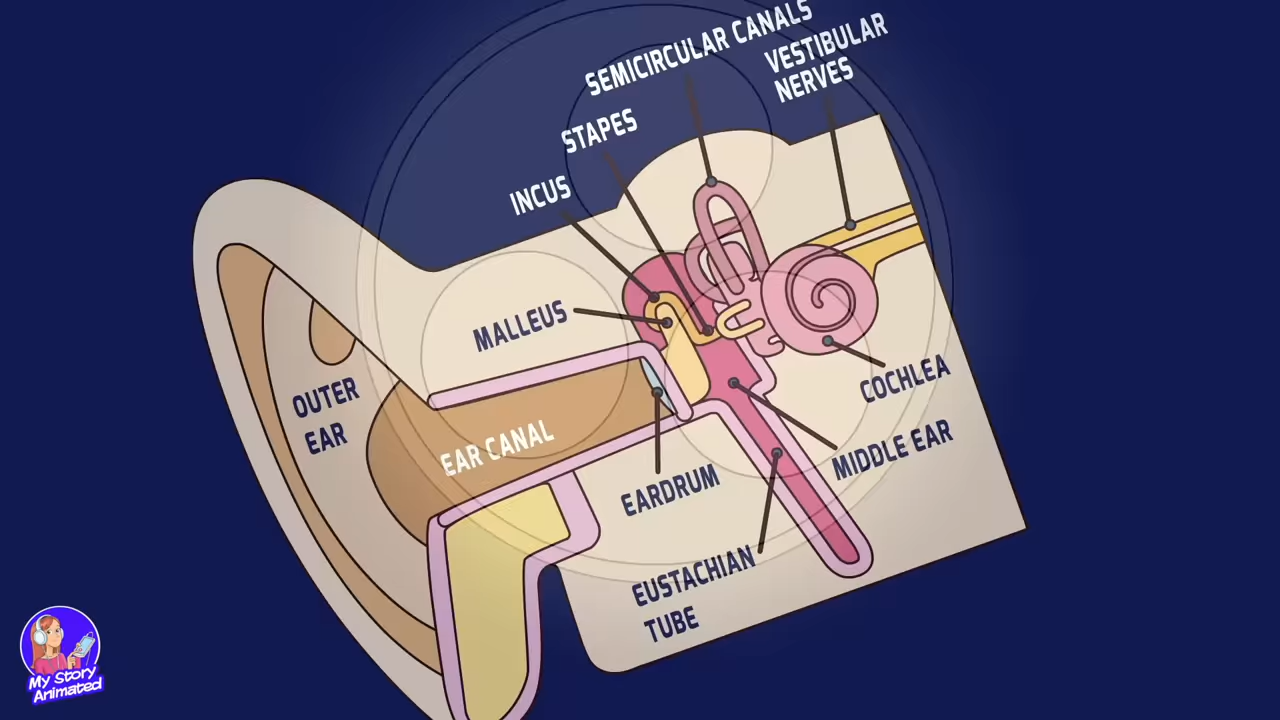 SEMICIRCULAR CANALS
VESTIBULAR
NERVES
STAPES
INCUS
MALLEUS
OUTER
EAR
EAR CANAL
EARDRUM
COCHLEA
MIDDLE EAR
EUSTACHIAN
TUBE
My Story
Animated